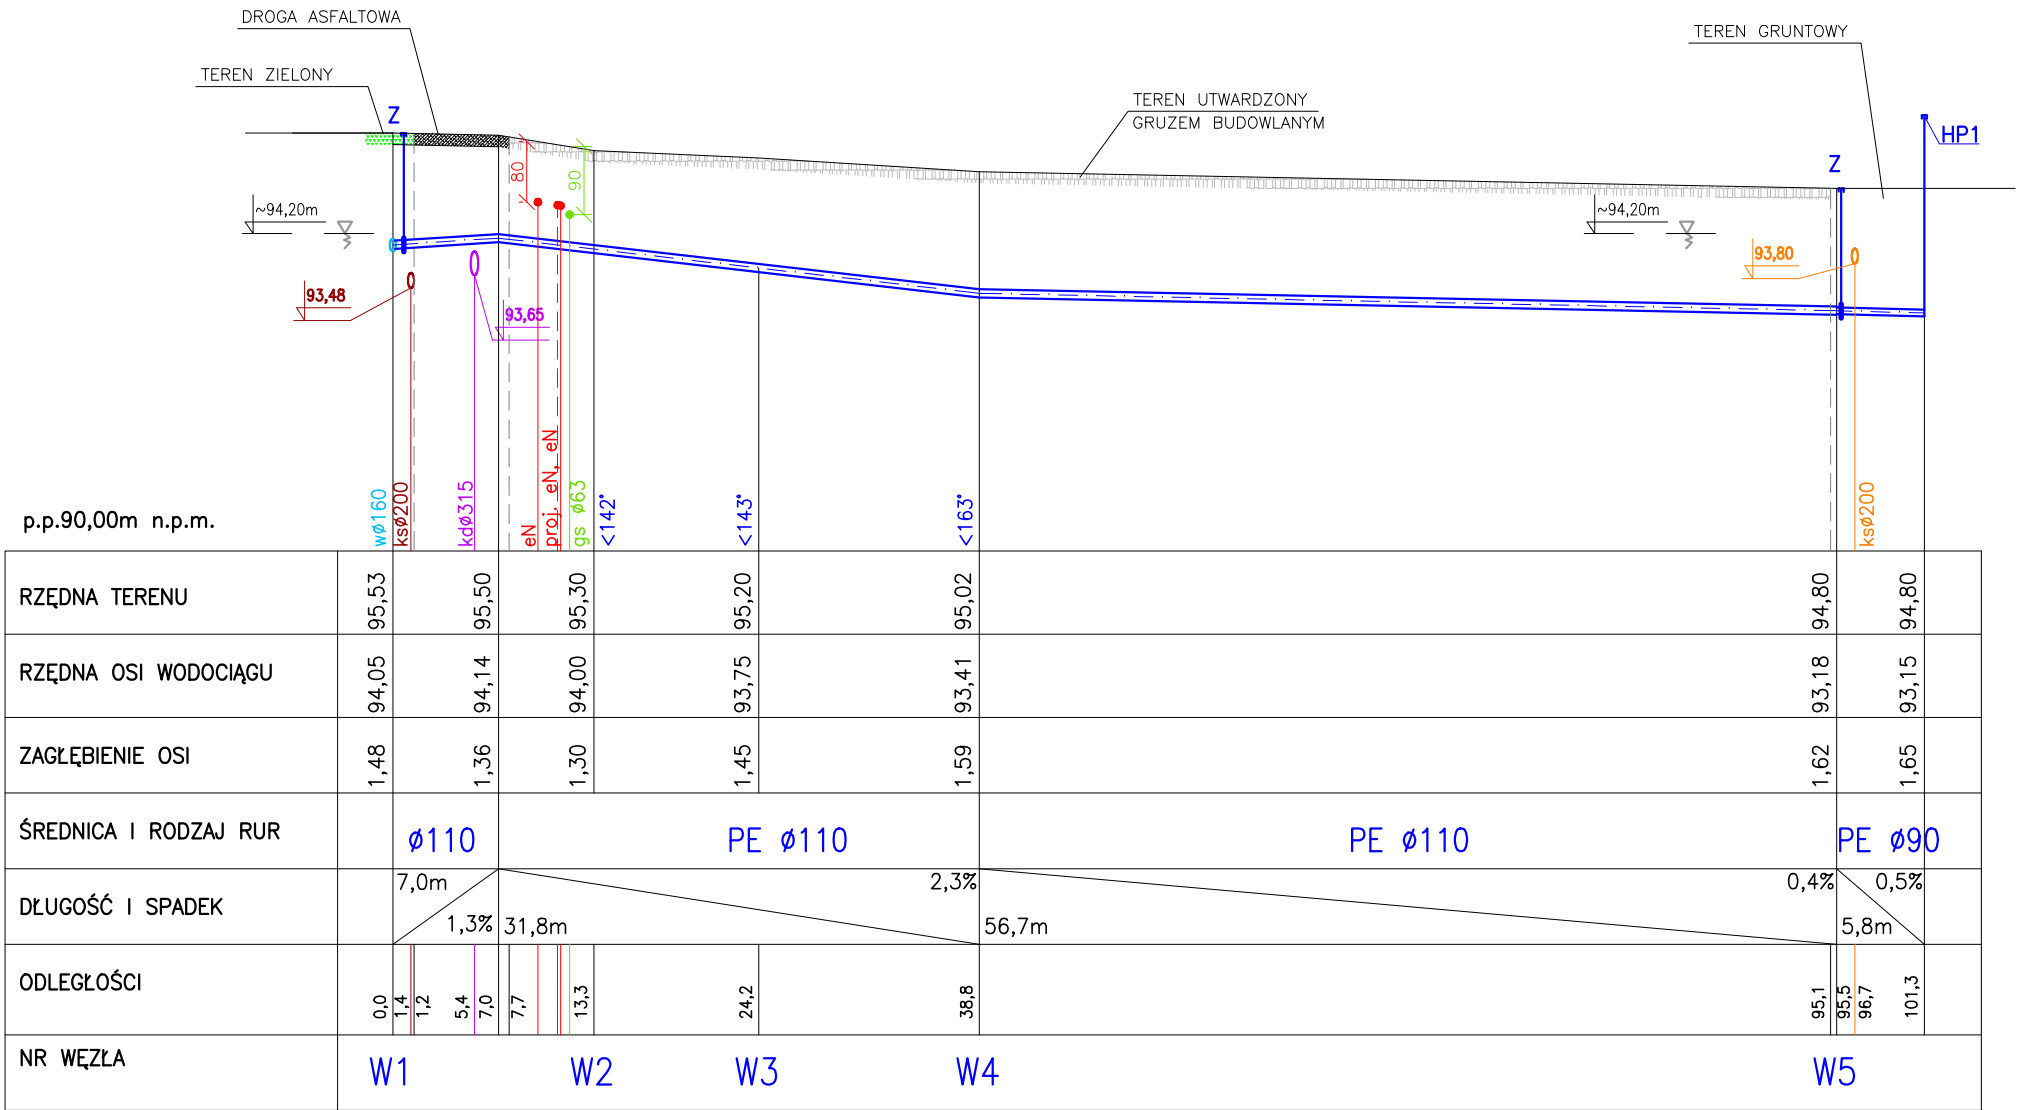 DROGA ASFALTOWA
TEREN GRUNTOWY
TEREN ZIELONY
TEREN UTWARDZONY
GRUZEM BUDOWLANYM
Z
HP1
Z
80
90
~94,20m
~94,20m
93,80
93,48
93,65
p.p.90,00m n.p.m.
wø160
ksø200
kdø315
eN
proj. eN, eN
gs ø63
<142°
<143°
<163°
ksø200
RZĘDNA TERENU 95,53 95,50 95,30 95,20 95,02 94,80 94,80
RZĘDNA OSI WODOCIĄGU 94,05 94,14 94,00 93,75 93,41 93,18 93,15
ZAGŁĘBIENIE OSI 1,48 1,36 1,30 1,45 1,59 1,62 1,65
ŚREDNICA I RODZAJ RUR ø110 PE ø110 PE ø110 PE ø90
DŁUGOŚĆ I SPADEK
7,0m 2,3% 0,4% 0,5%
1,3% 31,8m 56,7m 5,8m
ODLEGŁOŚCI 0,0 1,4 1,2 5,4 7,0 7,7 13,3 24,2 38,8 95,1 95,5 96,7 101,3
NR WĘZŁA W1 W2 W3 W4 W5